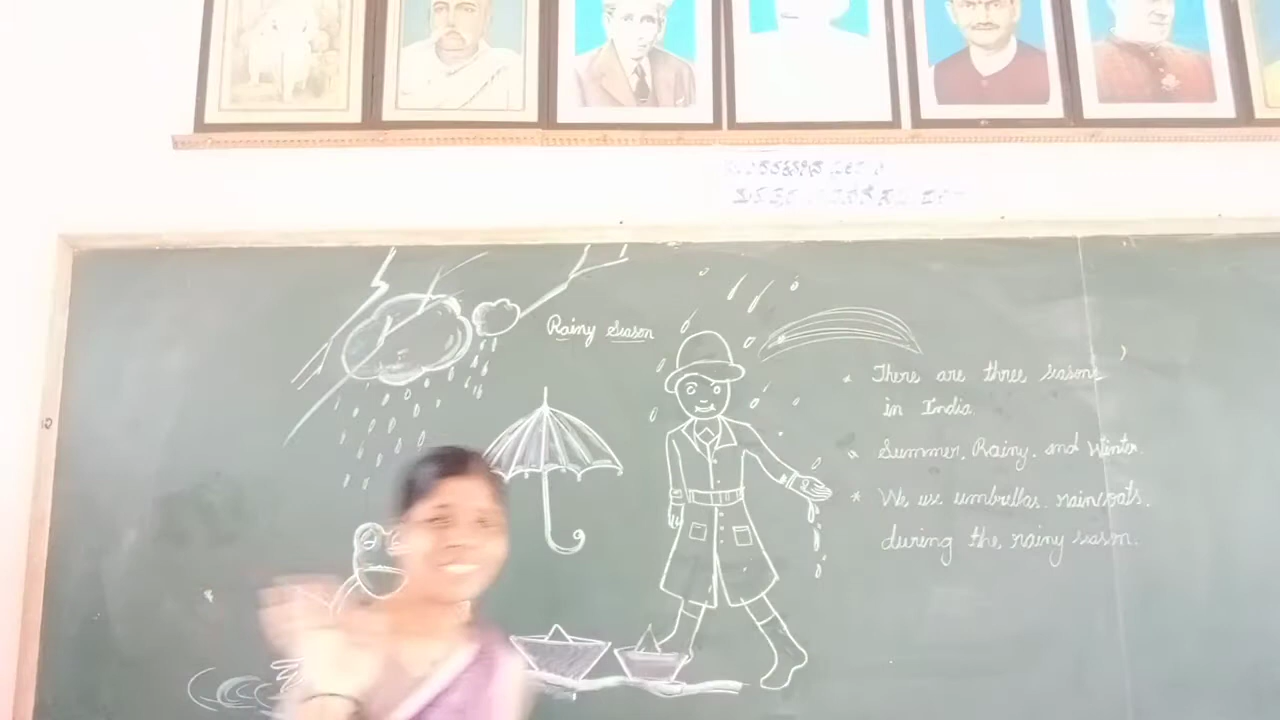 Rainy Season
* There are three seasons
in India.
* Summer, Rainy, and Winter.
* We use umbrellas, raincoats,
during the, rainy season.